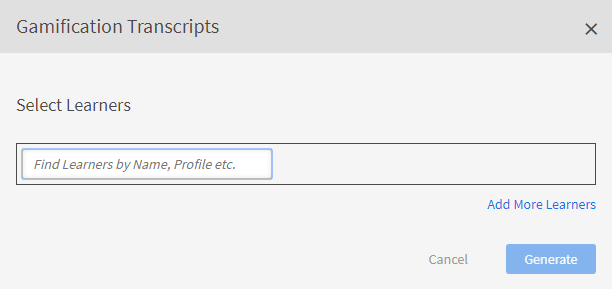 Gamification Transcripts
Select Learners
Find Learners by Name, Profile etc.
Add More Learners
Cancel
Generate